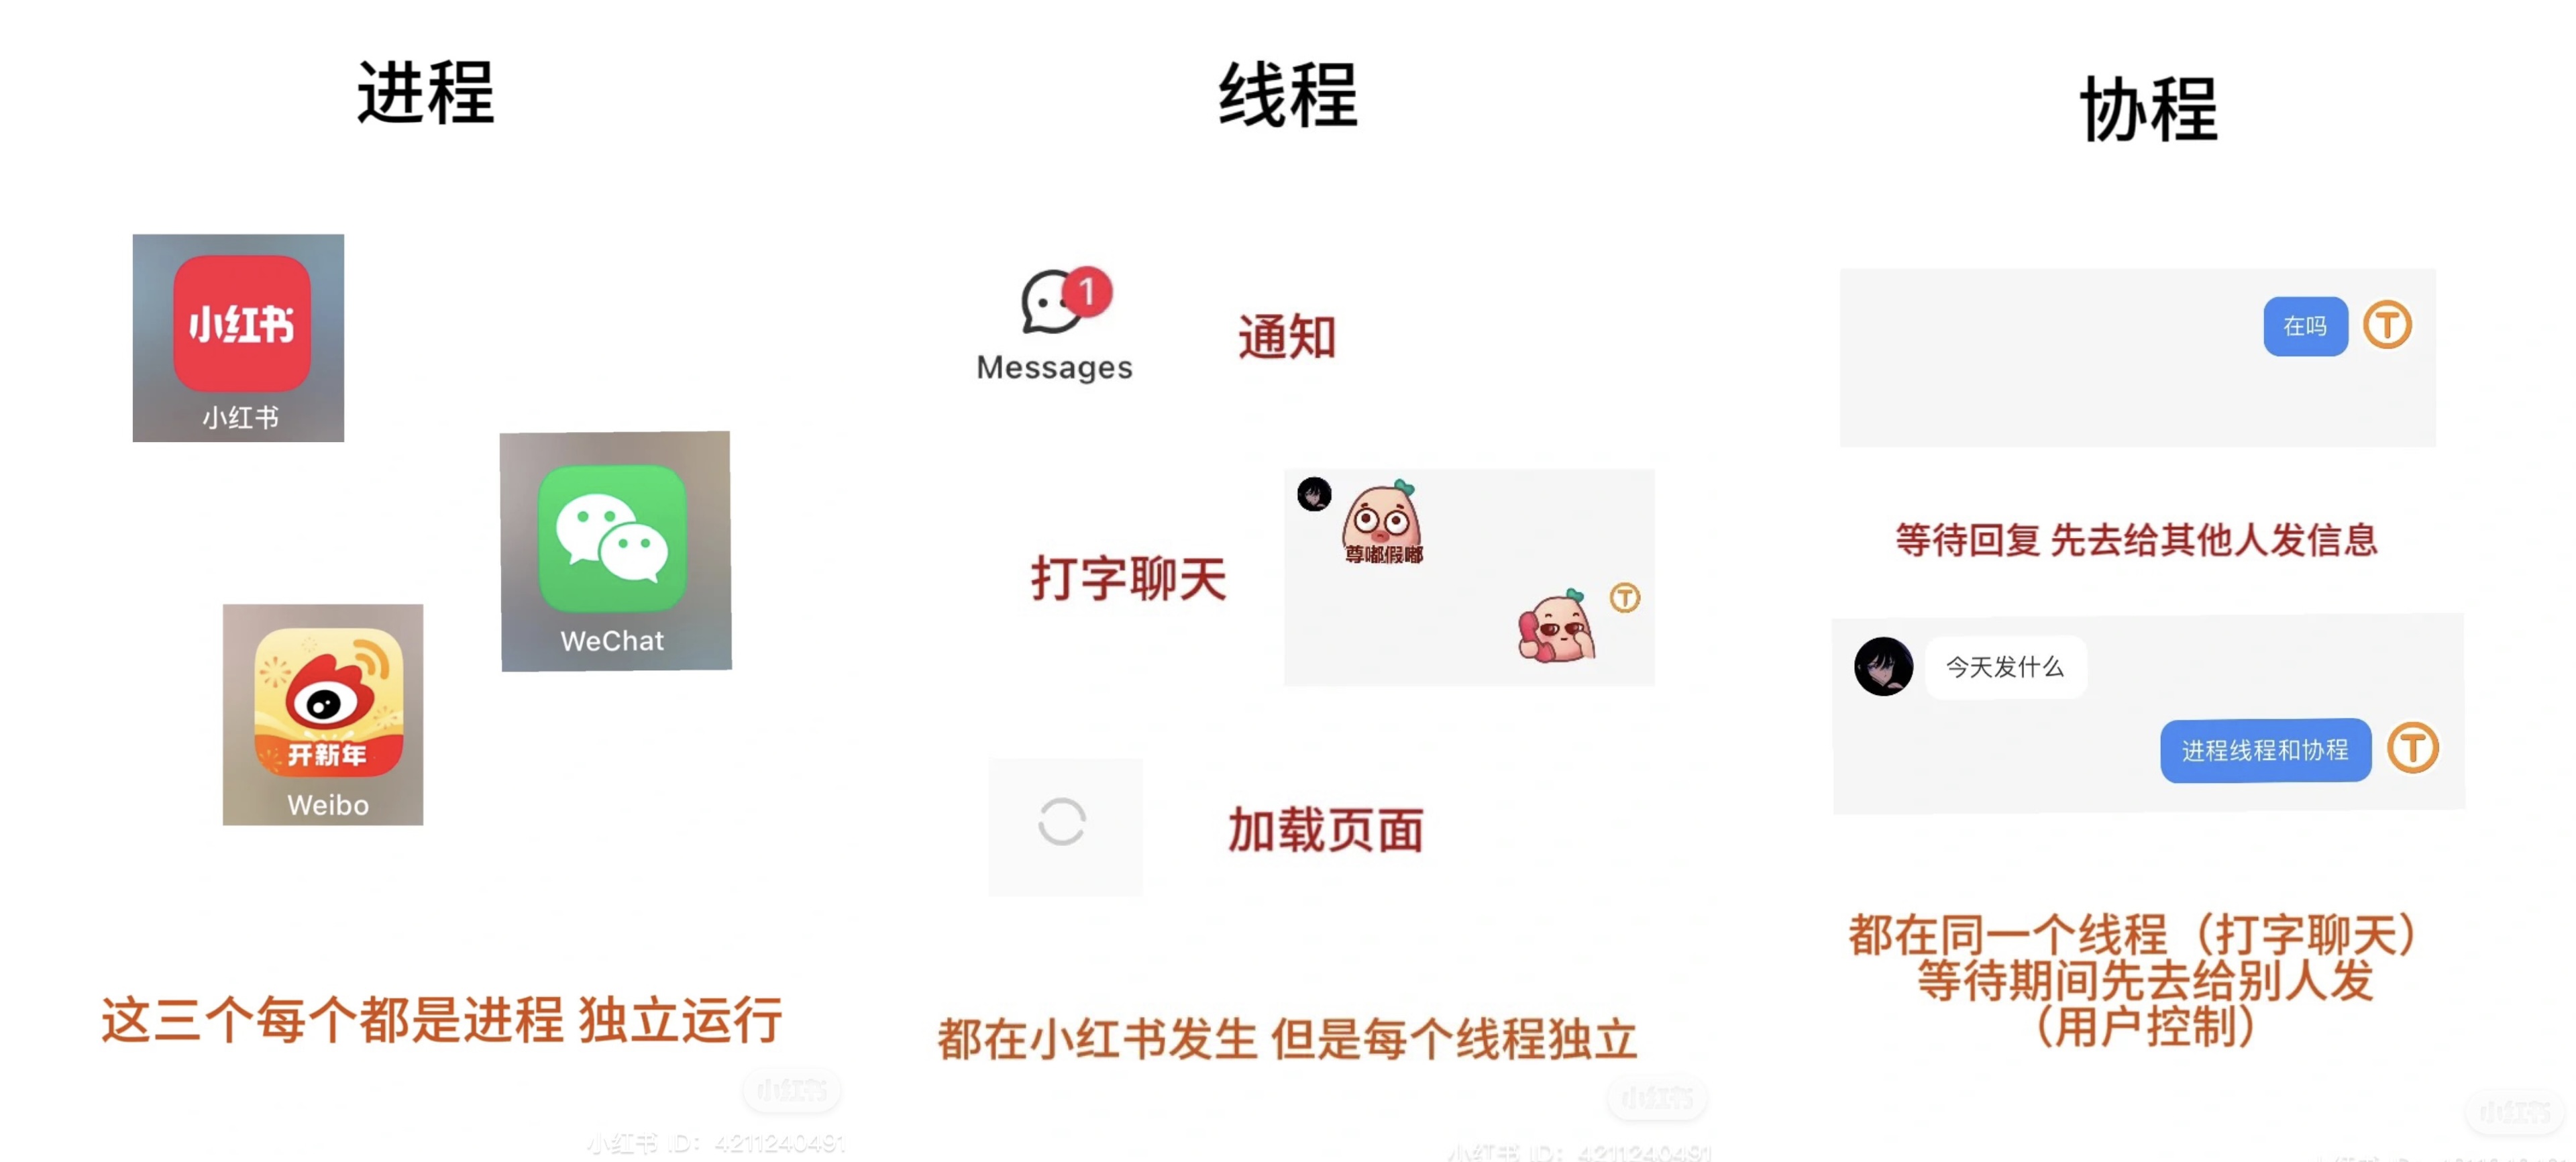 进程
小红书
小红书
WeChat
开新年
Weibo
这三个每个都是进程 独立运行
小红书
小红书 ID: 4211240491
线程
1
Messages
通知
尊嘟假嘟
打字聊天
T
加载页面
都在小红书发生 但是每个线程独立
小红书
小红书 ID: 4211240491
协程
在吗
T
等待回复 先去给其他人发信息
今天发什么
进程线程和协程
T
都在同一个线程（打字聊天）
等待期间先去给别人发
（用户控制）
小红书